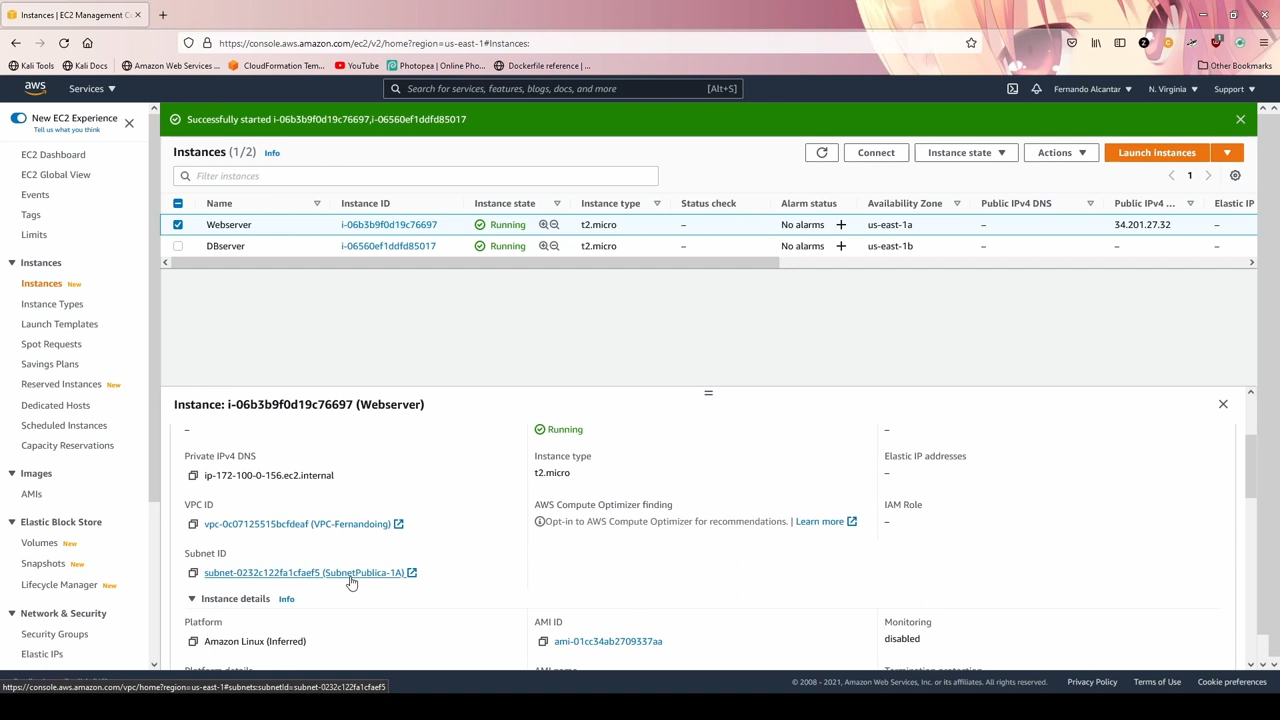 Instances | EC2 Management C
https://console.aws.amazon.com/ec2/v2/home?region=us-east-1#Instances:
Kali Tools Kali Docs Amazon Web Services ... CloudFormation Tem... YouTube Photopea | Online Pho... Dockerfile reference | ... Other Bookmarks
aws Services Search for services, features, blogs, docs, and more [Alt+S] Fernando Alcantar N. Virginia Support
New EC2 Experience
Tell us what you think
EC2 Dashboard
EC2 Global View
Events
Tags
Limits
Instances
Instances New
Instance Types
Launch Templates
Spot Requests
Savings Plans
Reserved Instances New
Dedicated Hosts
Scheduled Instances
Capacity Reservations
Images
AMIs
Elastic Block Store
Volumes New
Snapshots New
Lifecycle Manager New
Network & Security
Security Groups
Elastic IPs
Successfully started i-06b3b9f0d19c76697,i-06560ef1ddfd85017
Instances (1/2) Info Connect Instance state Actions Launch instances
Filter instances 1
Name Instance ID Instance state Instance type Status check Alarm status Availability Zone Public IPv4 DNS Public IPv4 ... Elastic IP
Webserver i-06b3b9f0d19c76697 Running t2.micro – No alarms + us-east-1a – 34.201.27.32 –
DBserver i-06560ef1ddfd85017 Running t2.micro – No alarms + us-east-1b – – –
Instance: i-06b3b9f0d19c76697 (Webserver)
– Running –
Private IPv4 DNS Instance type Elastic IP addresses
ip-172-100-0-156.ec2.internal t2.micro –
VPC ID AWS Compute Optimizer finding IAM Role
vpc-0c07125515bcfdeaf (VPC-Fernandoing) Opt-in to AWS Compute Optimizer for recommendations. | Learn more –
Subnet ID
subnet-0232c122fa1cfaef5 (SubnetPublica-1A)
Instance details Info
Platform AMI ID Monitoring
Amazon Linux (Inferred) ami-01cc34ab2709337aa disabled
Platform details AMI name Termination protection
https://console.aws.amazon.com/vpc/home?region=us-east-1#subnets:subnetId=subnet-0232c122fa1cfaef5
© 2008 - 2021, Amazon Web Services, Inc. or its affiliates. All rights reserved. Privacy Policy Terms of Use Cookie preferences